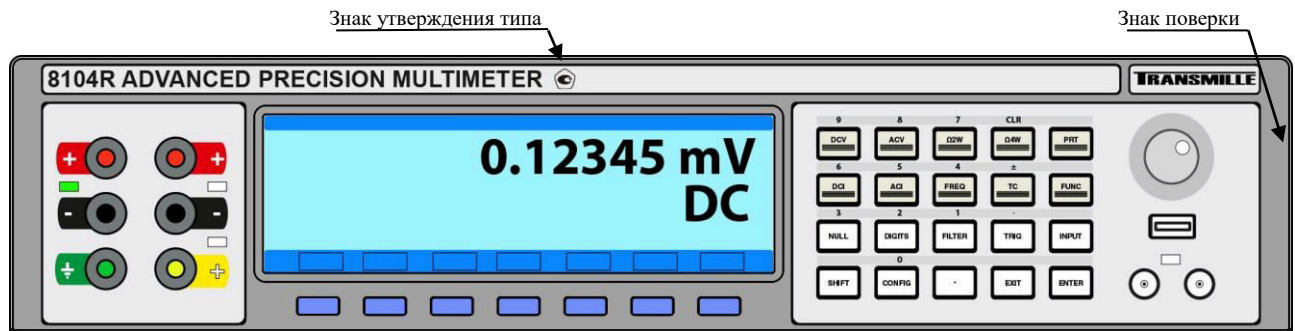 Знак утверждения типа
Знак поверки
8104R ADVANCED PRECISION MULTIMETER
TRANSMILLE
0.12345 mV
DC
9 8 7 CLR
DCV ACV Ω2W Ω4W PRT
6 5 4 ±
DCI ACI FREQ TC FUNC
3 2 1 .
NULL DIGITS FILTER TRIG INPUT
0
SHIFT CONFIG EXIT ENTER
+ +
- -
+